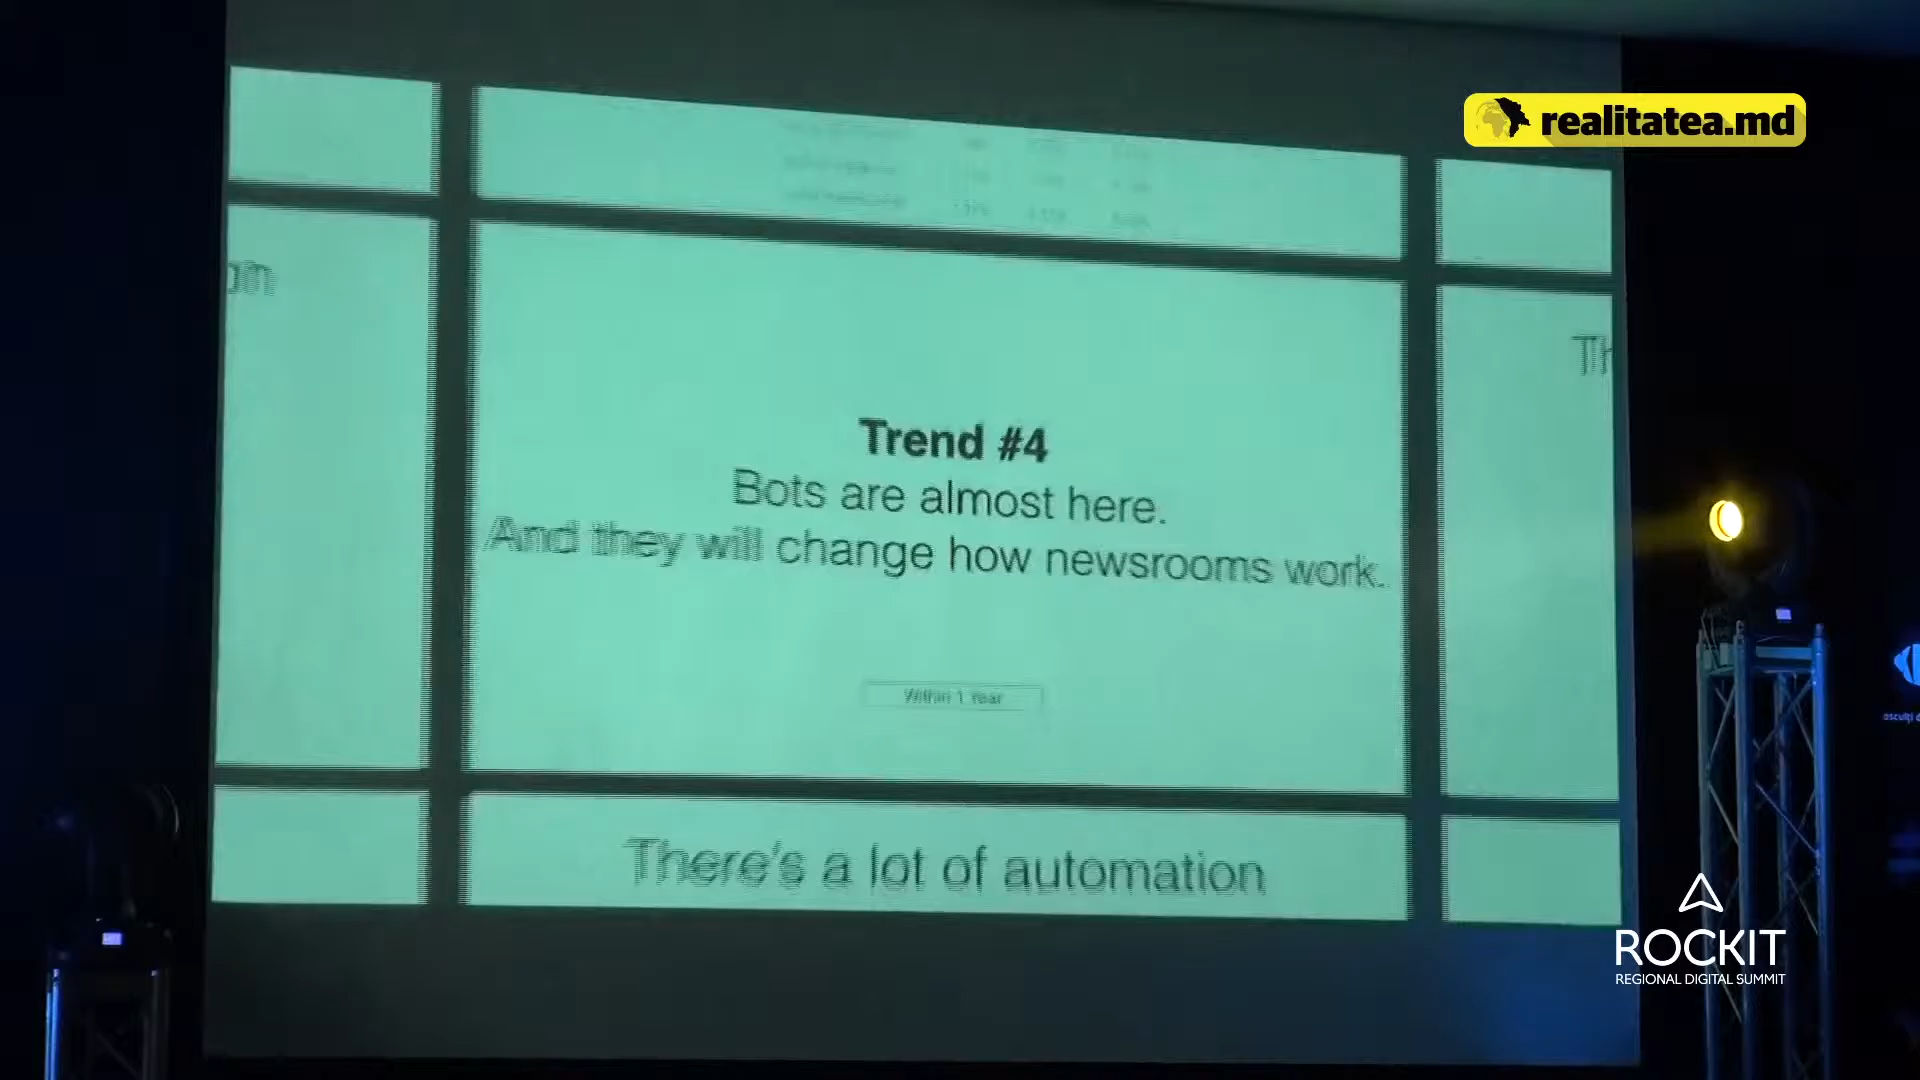 realitatea.md
Trend #4
Bots are almost here.
And they will change how newsrooms work.
Within 1 Year
There's a lot of automation
Th
ROCKIT
REGIONAL DIGITAL SUMMIT